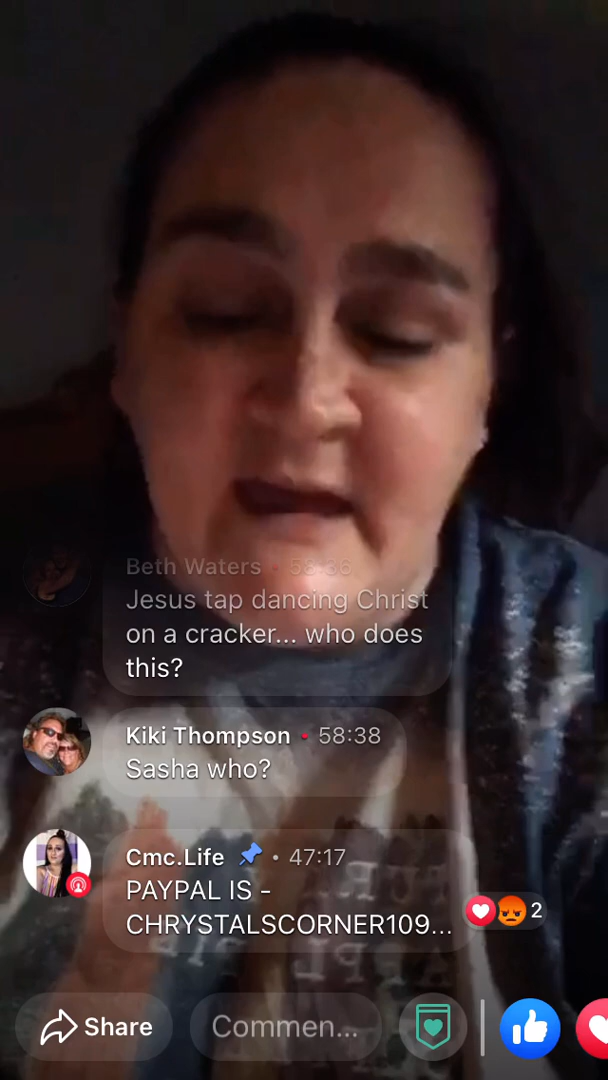 Beth Waters • 58:36
Jesus tap dancing Christ
on a cracker... who does
this?
Kiki Thompson • 58:38
Sasha who?
Cmc.Life • 47:17
PAYPAL IS -
CHRYSTALSCORNER109...
2
Share
Commen...